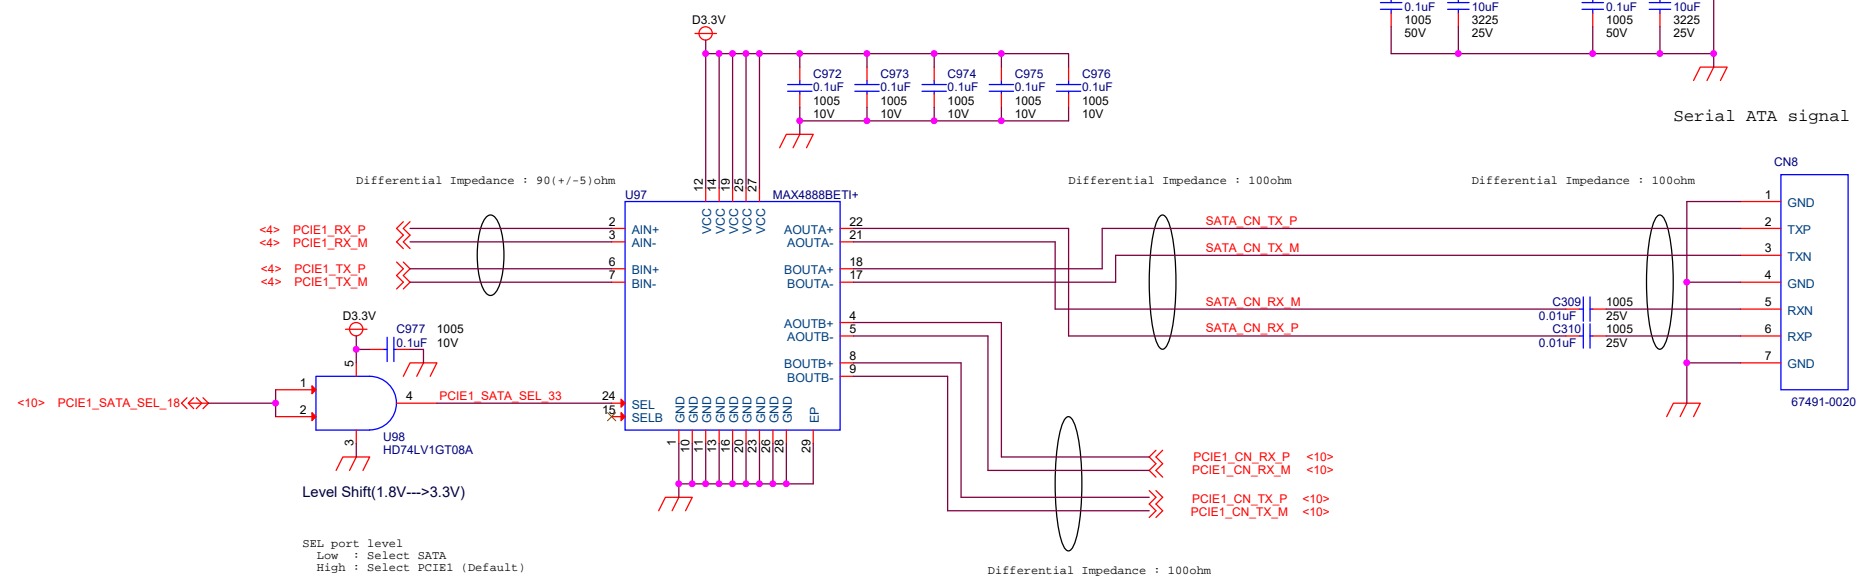 0.1uF
1005
50V
10uF
3225
25V
0.1uF
1005
50V
10uF
3225
25V
D3.3V
C972
0.1uF
1005
10V
C973
0.1uF
1005
10V
C974
0.1uF
1005
10V
C975
0.1uF
1005
10V
C976
0.1uF
1005
10V
Serial ATA signal
Differential Impedance : 90(+/-5)ohm
Differential Impedance : 100ohm
Differential Impedance : 100ohm
U97
MAX4888BETI+
12
14
19
25
27
VCC
VCC
VCC
VCC
VCC
<4> PCIE1_RX_P
<4> PCIE1_RX_M
<4> PCIE1_TX_P
<4> PCIE1_TX_M
2
3
6
7
AIN+
AIN-
BIN+
BIN-
AOUTA+
AOUTA-
BOUTA+
BOUTA-
AOUTB+
AOUTB-
BOUTB+
BOUTB-
22
21
18
17
4
5
8
9
SATA_CN_TX_P
SATA_CN_TX_M
SATA_CN_RX_M
SATA_CN_RX_P
C309
0.01uF
1005
25V
C310
0.01uF
1005
25V
CN8
1
2
3
4
5
6
7
GND
TXP
TXN
GND
RXN
RXP
GND
67491-0020
D3.3V
C977
0.1uF
1005
10V
5
1
2
4
3
<10> PCIE1_SATA_SEL_18
PCIE1_SATA_SEL_33
24
15
SEL
SELB
GND
GND
GND
GND
GND
GND
GND
GND
GND
EP
1
10
11
13
16
20
23
26
28
29
U98
HD74LV1GT08A
Level Shift(1.8V--->3.3V)
PCIE1_CN_RX_P <10>
PCIE1_CN_RX_M <10>
PCIE1_CN_TX_P <10>
PCIE1_CN_TX_M <10>
SEL port level
Low : Select SATA
High : Select PCIE1 (Default)
Differential Impedance : 100ohm